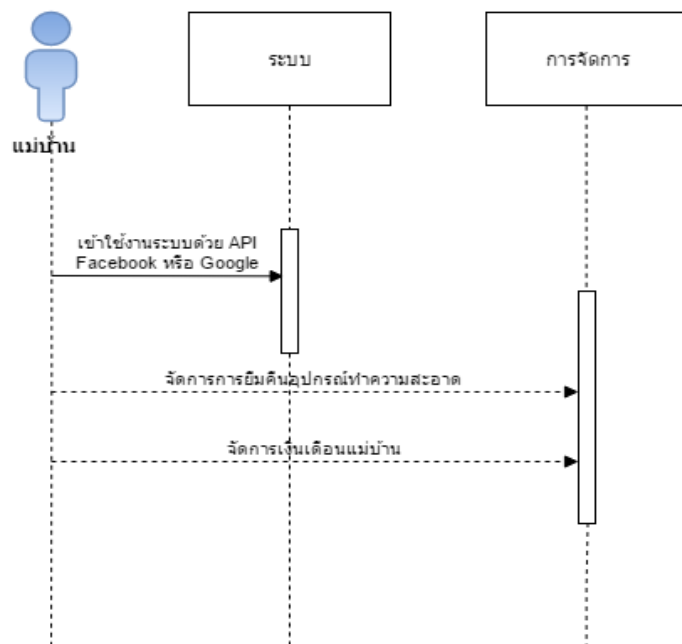 ระบบ
การจัดการ
แม่บ้าน
เข้าใช้งานระบบด้วย API
Facebook หรือ Google
จัดการการยืมคืนอุปกรณ์ทำความสะอาด
จัดการเงินเดือนแม่บ้าน